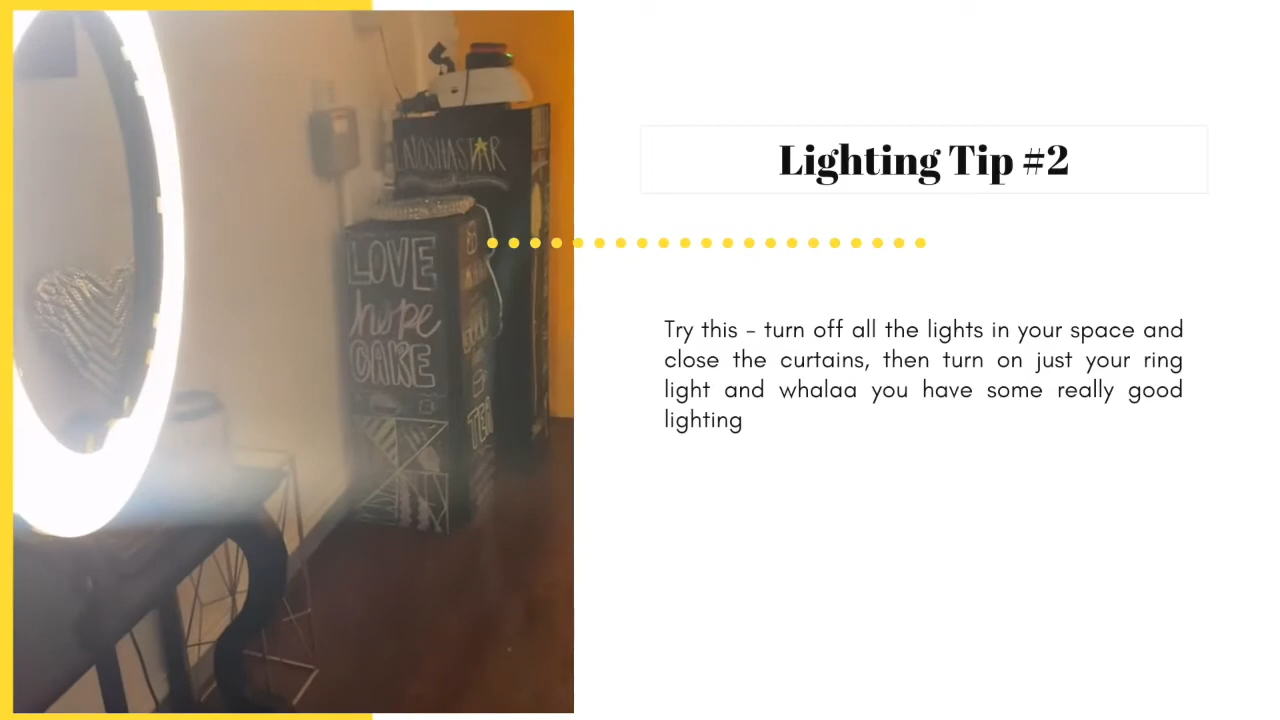 LOVE
hope
TEA
Lighting Tip #2
Try this - turn off all the lights in your space and
close the curtains, then turn on just your ring
light and whalaa you have some really good
lighting